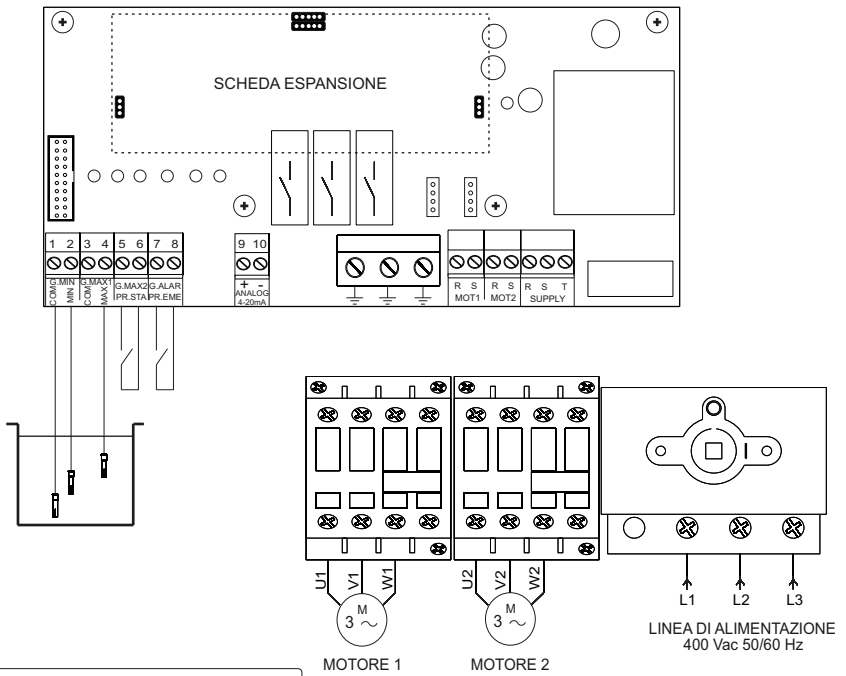 SCHEDA ESPANSIONE
1 2 3 4 5 6 7 8
9 10
COM
G.MIN
MIN
COM
G.MAX1
MAX1
G.MAX2
PR.STA
G.ALAR
PR.EME
+ -
ANALOG
4-20mA
R S
MOT1
R S
MOT2
R S T
SUPPLY
U1
V1
W1
M
3 ~
U2
V2
W2
M
3 ~
L1
L2
L3
MOTORE 1
MOTORE 2
LINEA DI ALIMENTAZIONE
400 Vac 50/60 Hz